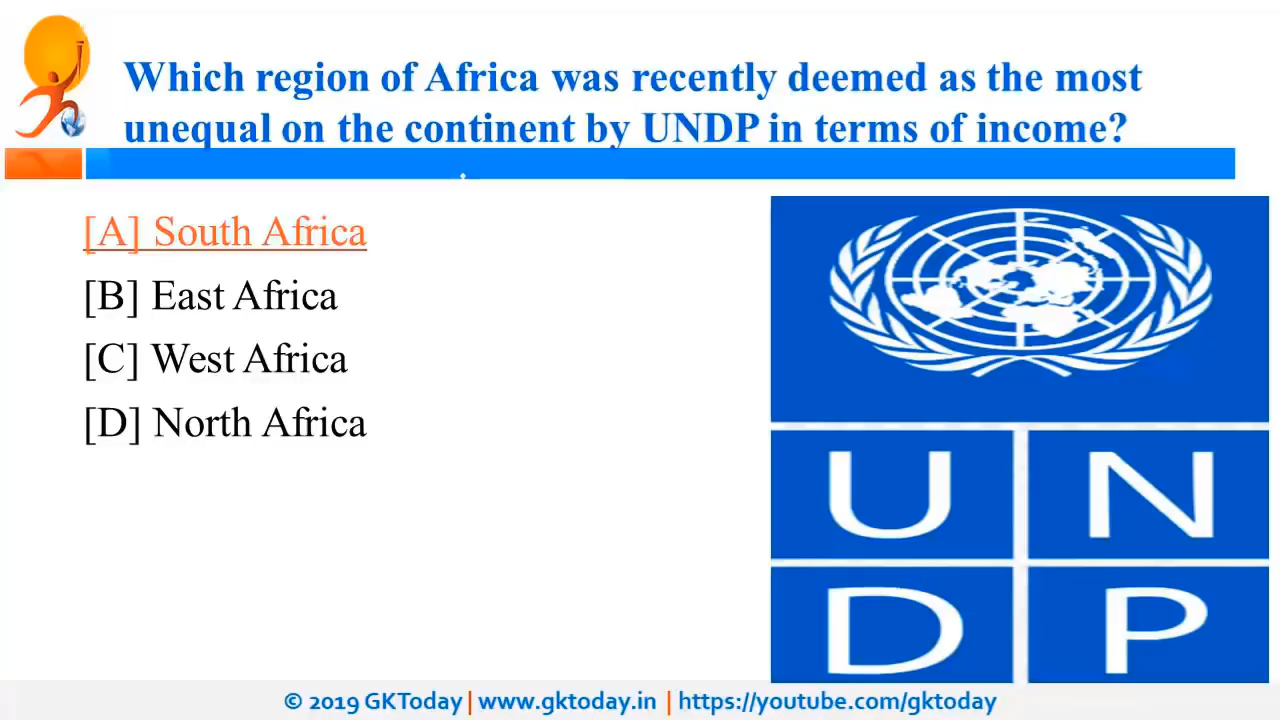 Which region of Africa was recently deemed as the most
unequal on the continent by UNDP in terms of income?
[A] South Africa
[B] East Africa
[C] West Africa
[D] North Africa
U N
D P
© 2019 GKToday | www.gktoday.in | https://youtube.com/gktoday